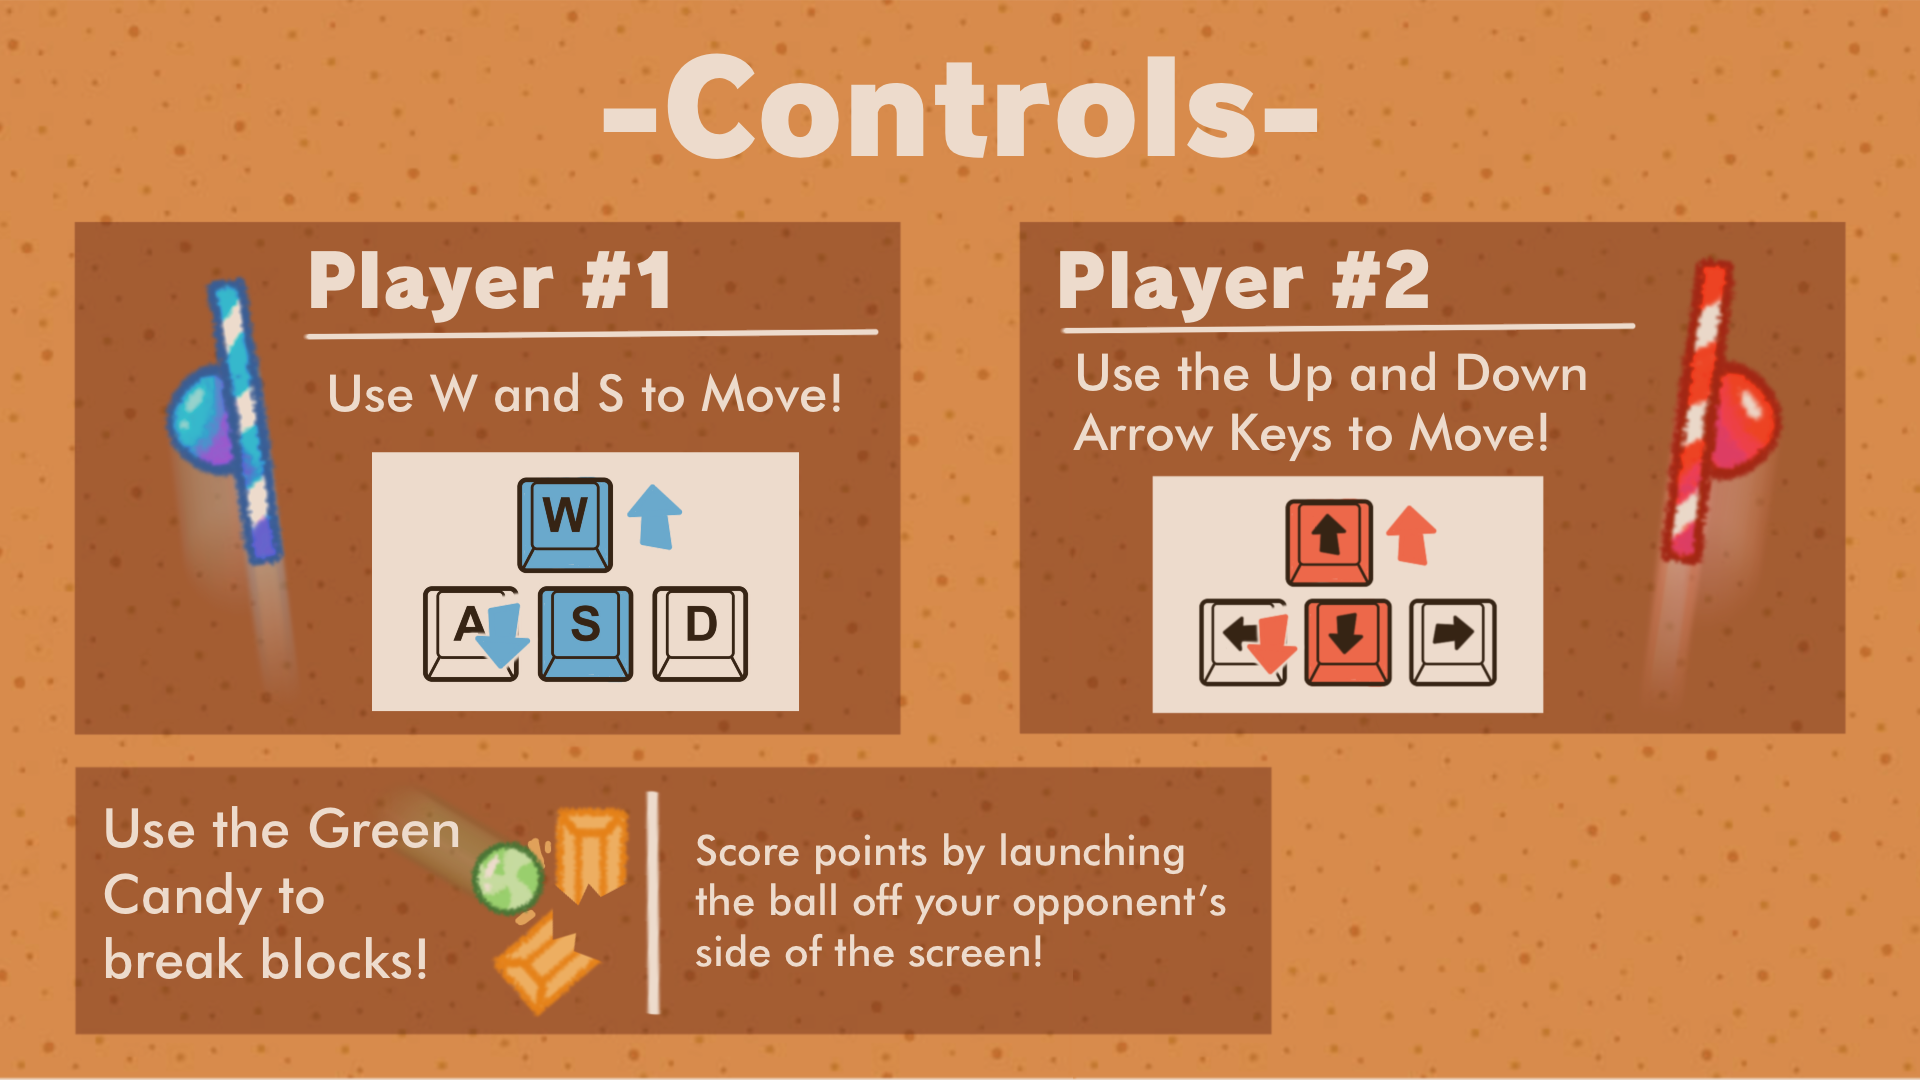 -Controls-
Player #1
Use W and S to Move!
W
A S D
Player #2
Use the Up and Down
Arrow Keys to Move!
Use the Green
Candy to
break blocks!
Score points by launching
the ball off your opponent’s
side of the screen!